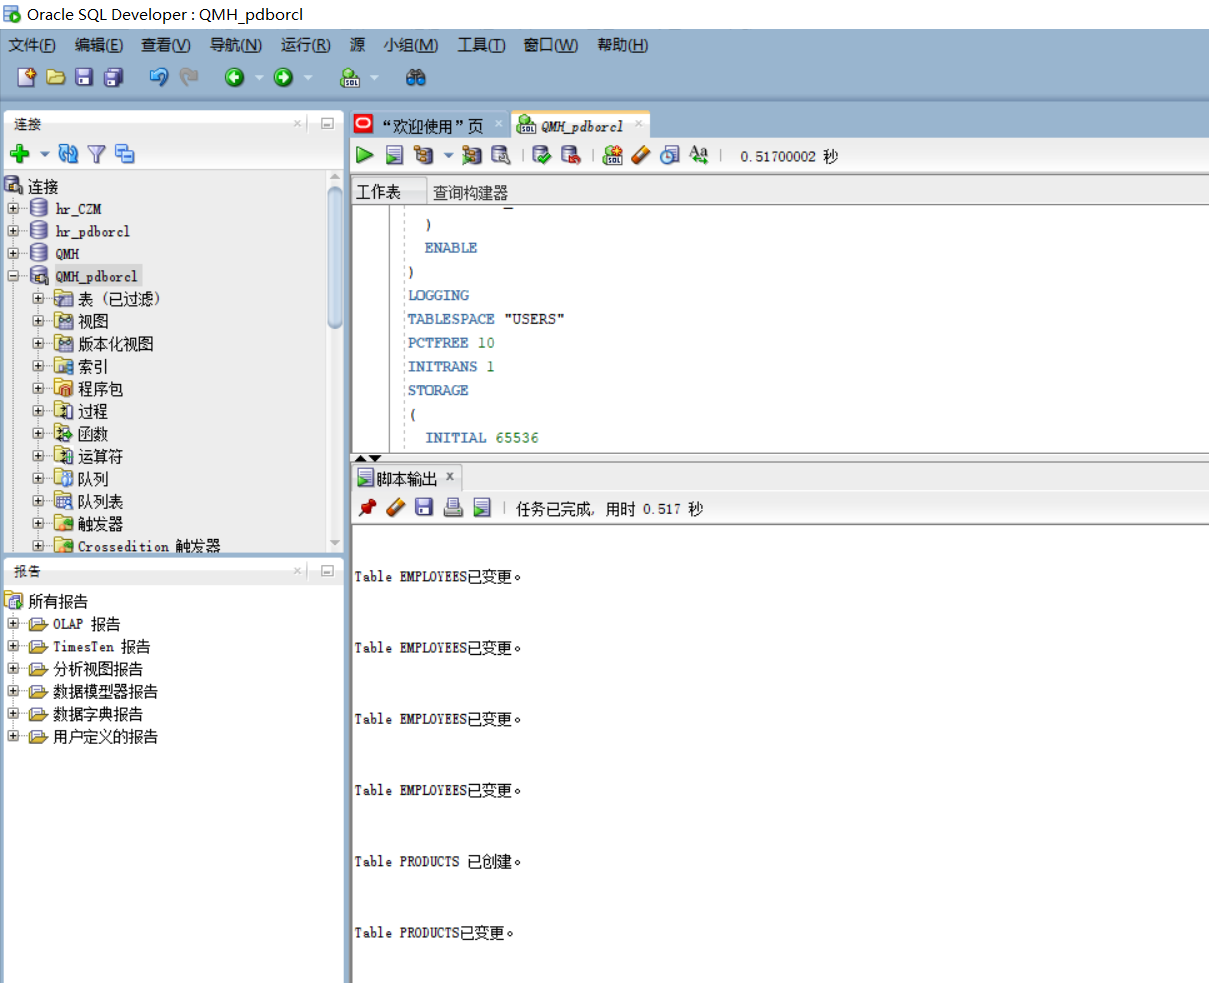 Oracle SQL Developer : QMH_pdborcl
文件(F) 编辑(E) 查看(V) 导航(N) 运行(R) 源 小组(M) 工具(T) 窗口(W) 帮助(H)
连接
连接
hr_CZM
hr_pdborcl
QMH
QMH_pdborcl
表 (已过滤)
视图
版本化视图
索引
程序包
过程
函数
运算符
队列
队列表
触发器
Crossedition 触发器
报告
所有报告
OLAP 报告
TimesTen 报告
分析视图报告
数据模型器报告
数据字典报告
用户定义的报告
“欢迎使用”页 QMH_pdborcl
0.51700002 秒
工作表 查询构建器
)
ENABLE
)
LOGGING
TABLESPACE "USERS"
PCTFREE 10
INITRANS 1
STORAGE
(
INITIAL 65536
脚本输出
任务已完成, 用时 0.517 秒
Table EMPLOYEES已变更。
Table EMPLOYEES已变更。
Table EMPLOYEES已变更。
Table EMPLOYEES已变更。
Table PRODUCTS 已创建。
Table PRODUCTS已变更。